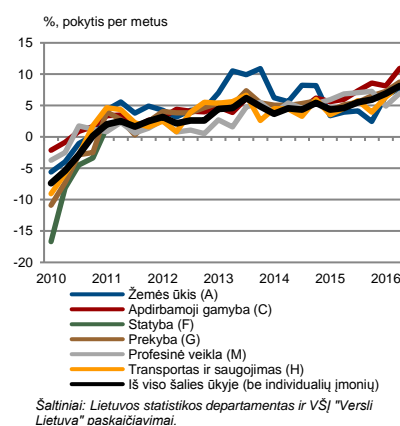 %, pokytis per metus
15
10
5
0
-5
-10
-15
-20
2010 2011 2012 2013 2014 2015 2016
Žemės ūkis (A)
Apdirbamoji gamyba (C)
Statyba (F)
Prekyba (G)
Profesinė veikla (M)
Transportas ir saugojimas (H)
Iš viso šalies ūkyje (be individualių įmonių)
Šaltiniai: Lietuvos statistikos departamentas ir VŠĮ "Versli
Lietuva" paskaičiavimai.